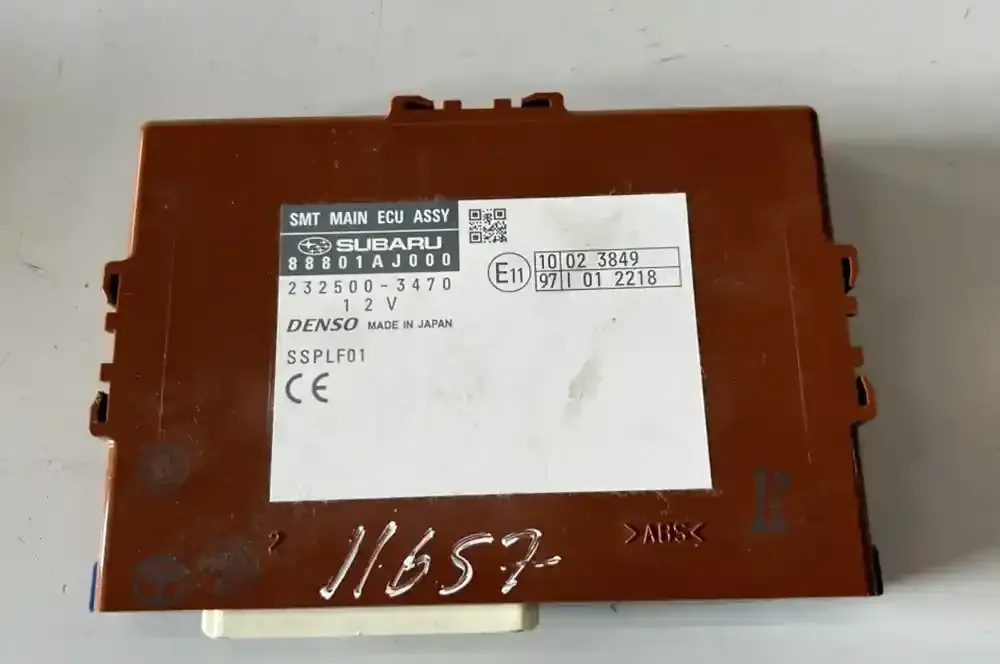 SMT MAIN ECU ASSY
SUBARU
88801AJ000
232500-3470
12V
DENSO MADE IN JAPAN
SSPLF01
CE
E11
10 02 3849
97 I 01 2218
>ABS<
11657